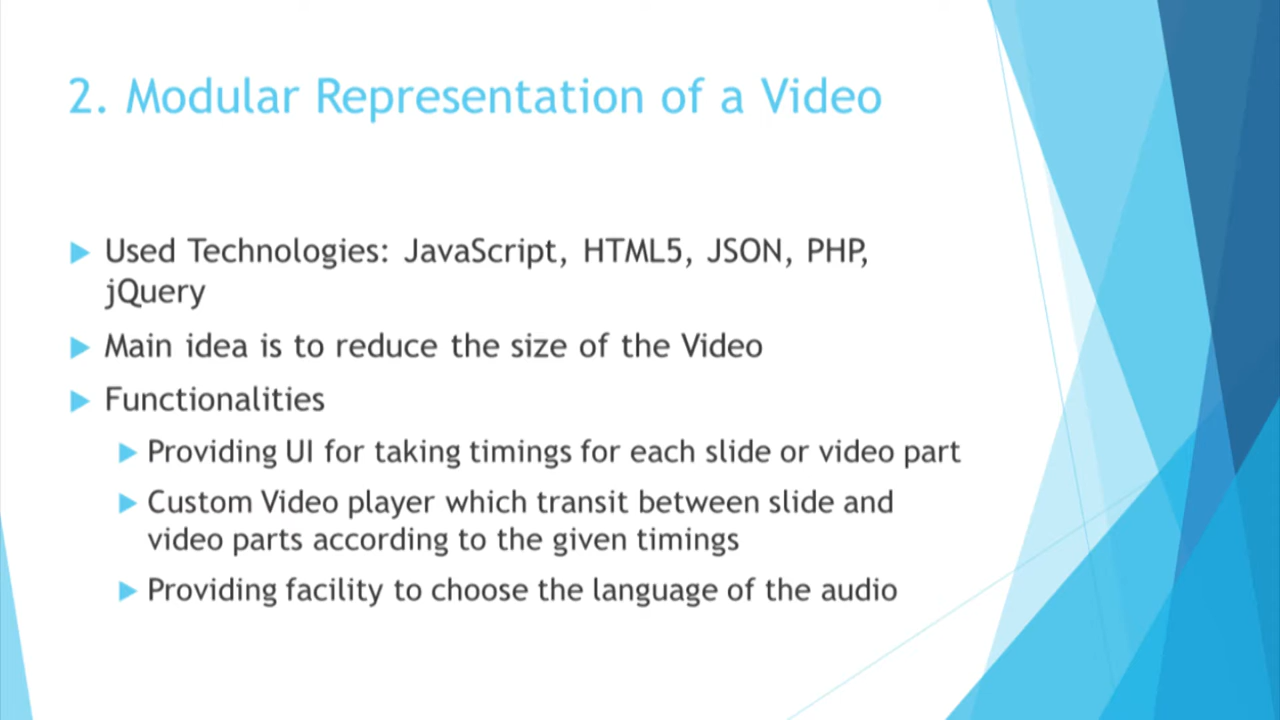 2. Modular Representation of a Video
Used Technologies: JavaScript, HTML5, JSON, PHP,
jQuery
Main idea is to reduce the size of the Video
Functionalities
Providing UI for taking timings for each slide or video part
Custom Video player which transit between slide and
video parts according to the given timings
Providing facility to choose the language of the audio